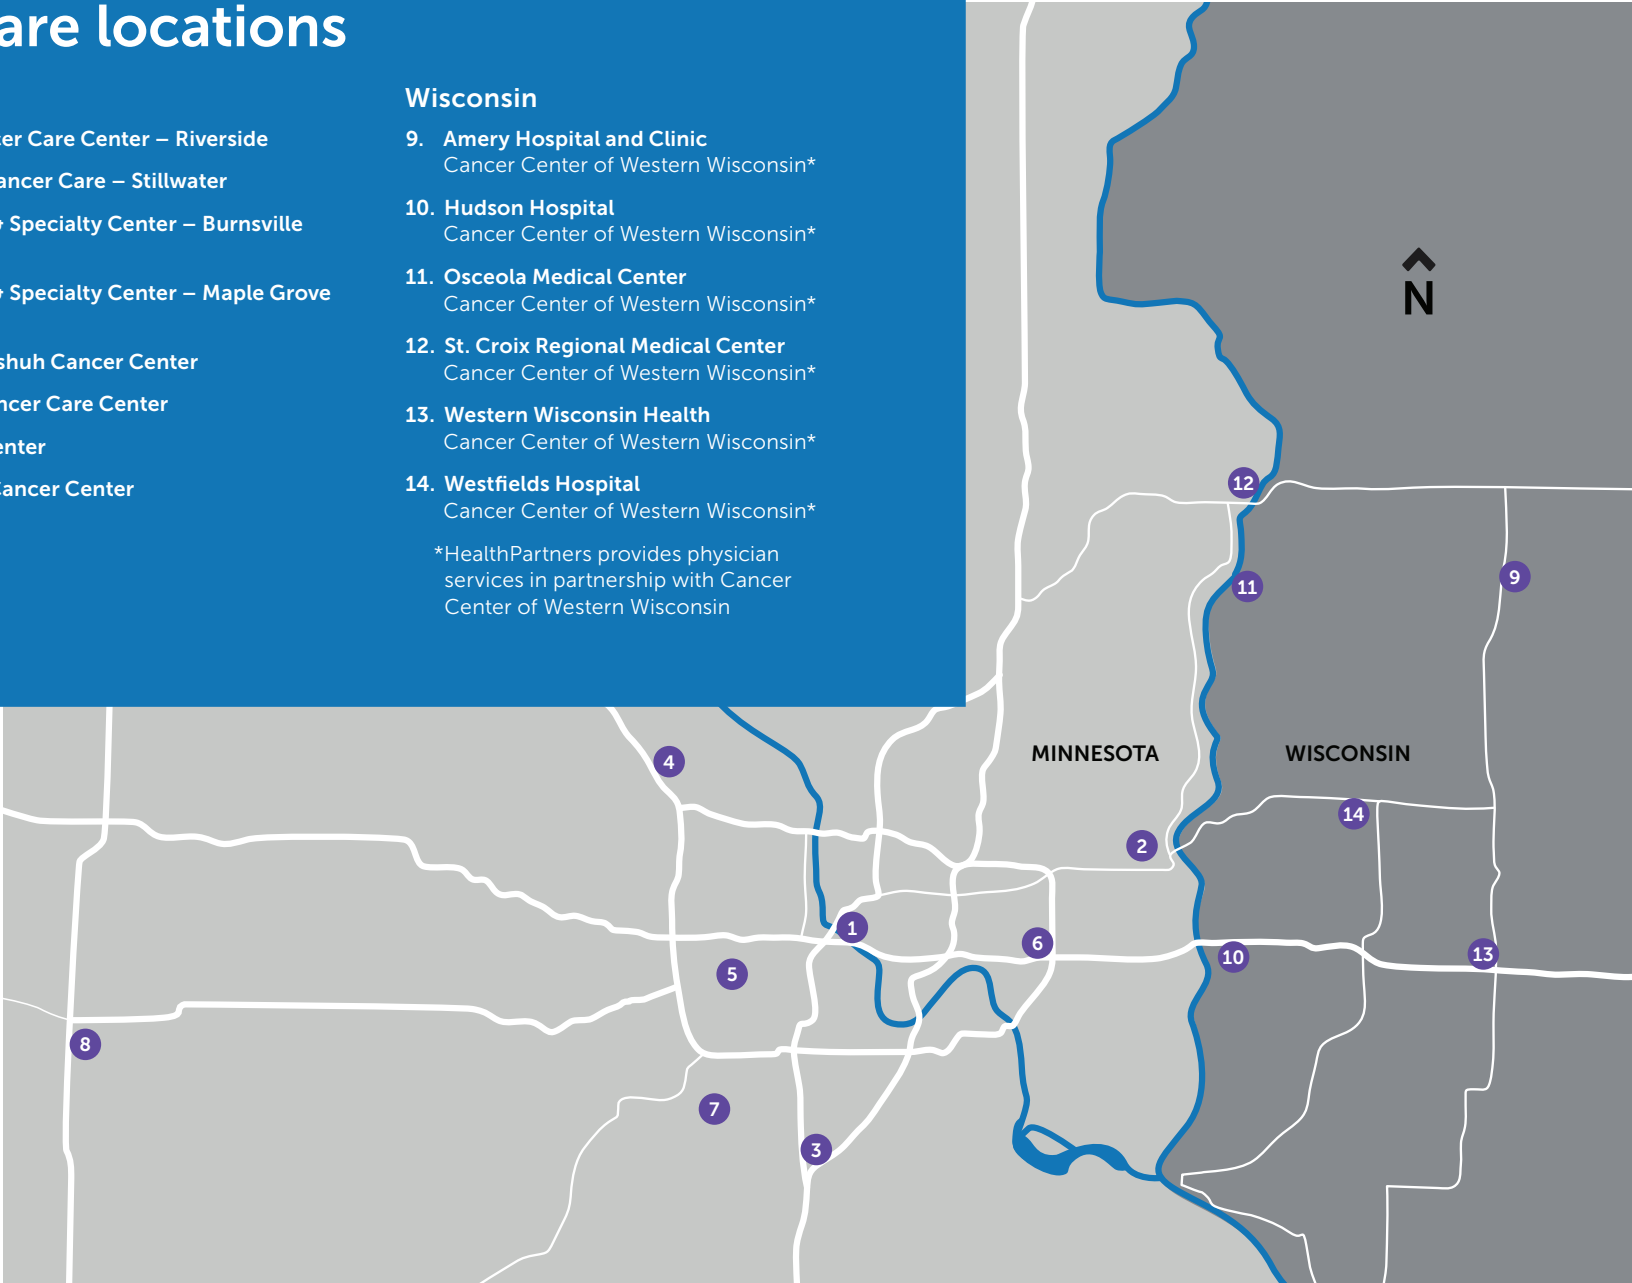 are locations
er Care Center – Riverside
ancer Care – Stillwater
Specialty Center – Burnsville
Specialty Center – Maple Grove
shuh Cancer Center
ncer Care Center
enter
Cancer Center
Wisconsin
9. Amery Hospital and Clinic
Cancer Center of Western Wisconsin*
10. Hudson Hospital
Cancer Center of Western Wisconsin*
11. Osceola Medical Center
Cancer Center of Western Wisconsin*
12. St. Croix Regional Medical Center
Cancer Center of Western Wisconsin*
13. Western Wisconsin Health
Cancer Center of Western Wisconsin*
14. Westfields Hospital
Cancer Center of Western Wisconsin*
*HealthPartners provides physician
services in partnership with Cancer
Center of Western Wisconsin
N
12
11
9
MINNESOTA
WISCONSIN
4
14
2
1
6
10
13
5
8
7
3